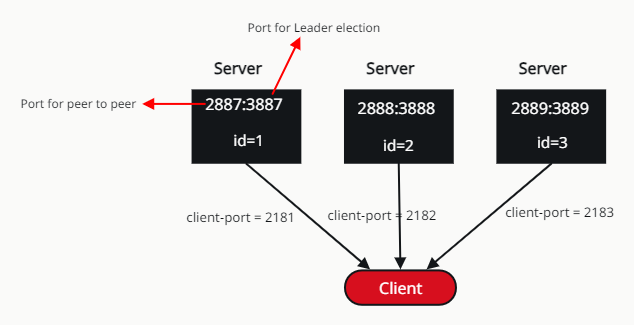 Port for Leader election
Server
Server
Server
Port for peer to peer
2887:3887
2888:3888
2889:3889
id=1
id=2
id=3
client-port = 2181
client-port = 2182
client-port = 2183
Client